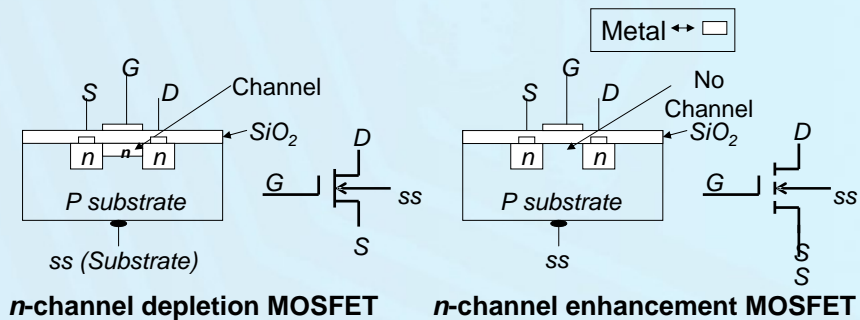 Metal
G
S
D
Channel
SiO2
n
n
n
P substrate
ss (Substrate)
D
G
ss
S
n-channel depletion MOSFET
G
S
D
No
Channel
SiO2
n
n
P substrate
ss
D
G
ss
S
S
n-channel enhancement MOSFET